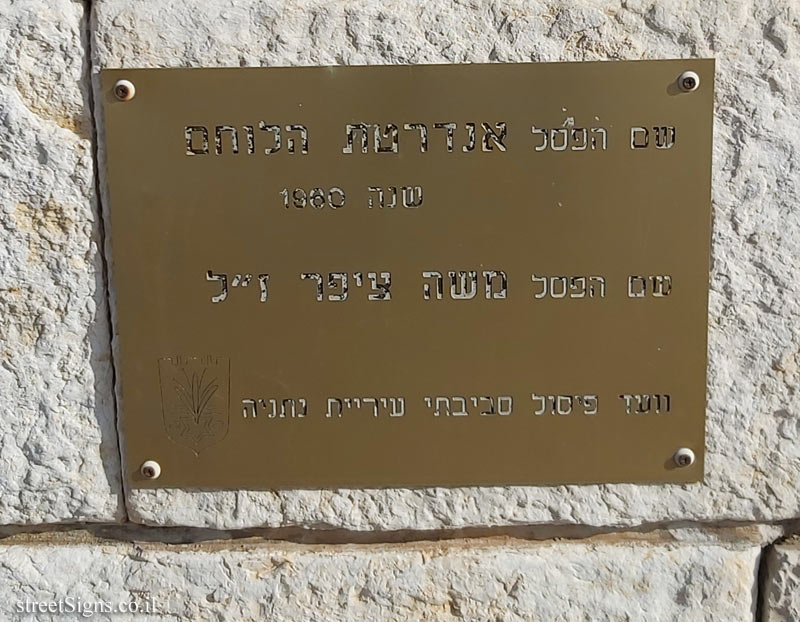 שם הפסל אנדרטת הלוחם
שנה 1960
שם הפסל משה ציפר ז״ל
וועד פיסול סביבתי עיריית נתניה
streetSigns.co.il